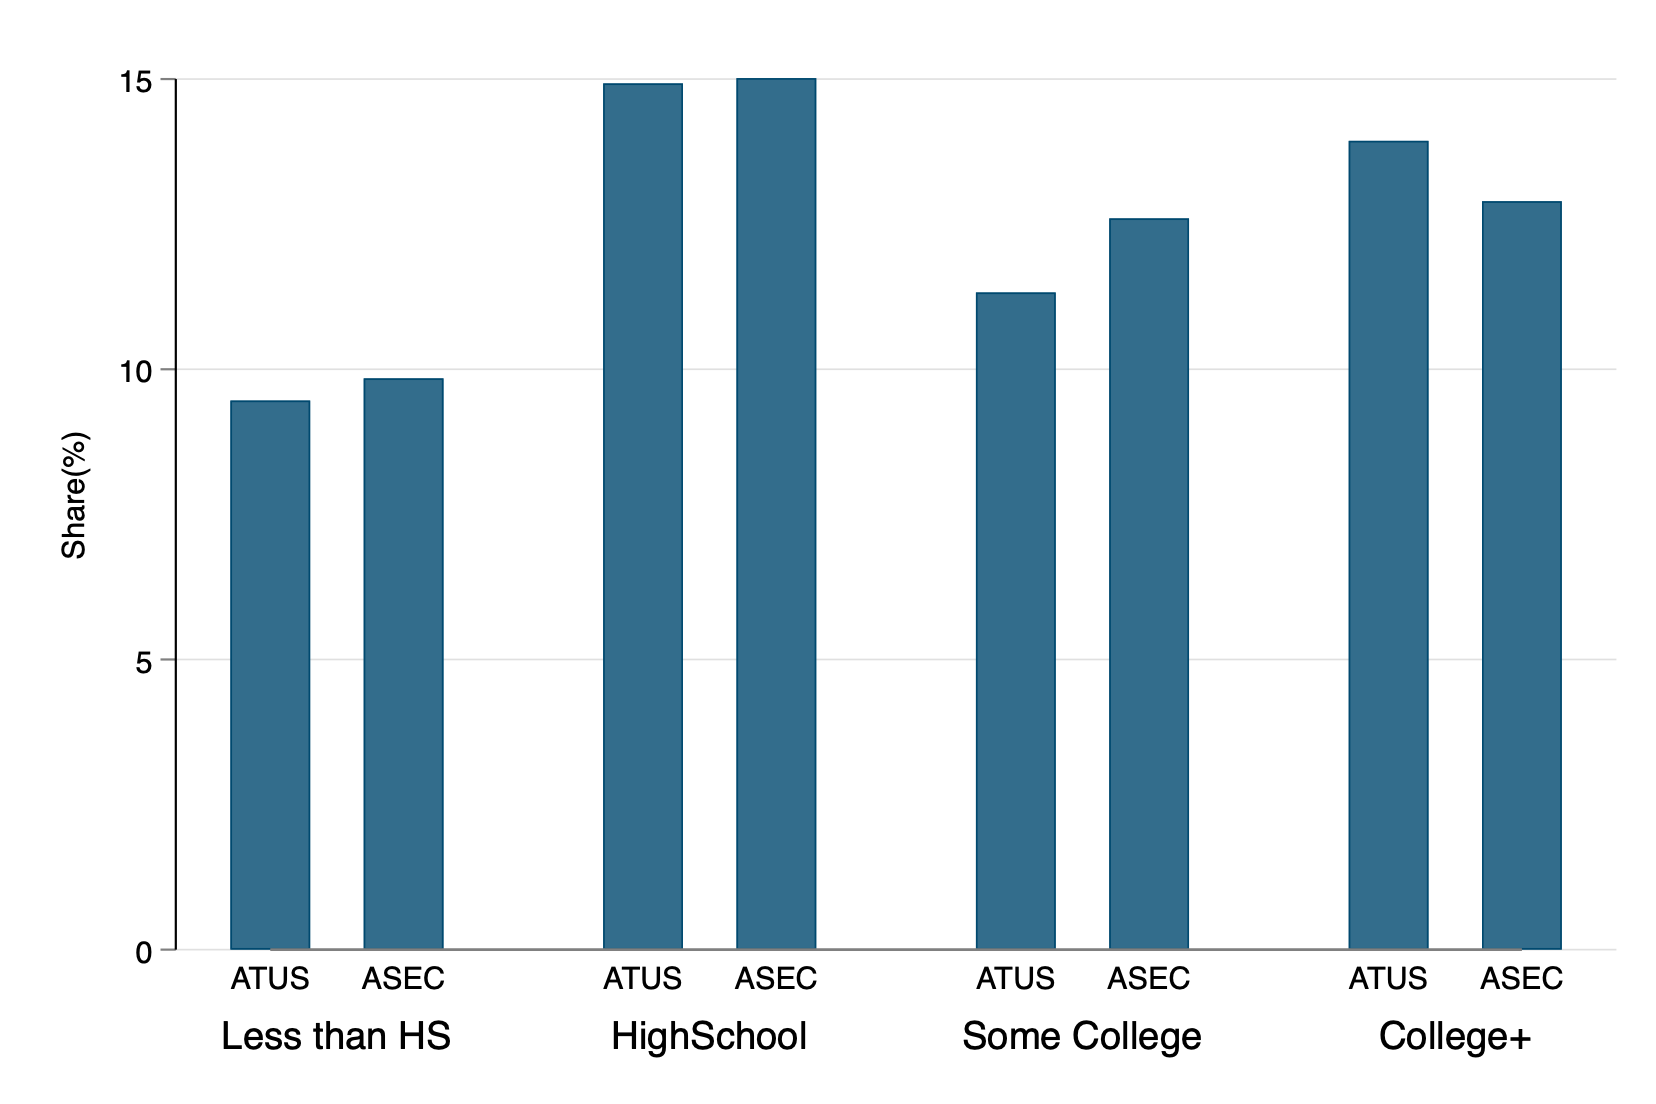 15
10
5
0
Share(%)
ATUS ASEC ATUS ASEC ATUS ASEC ATUS ASEC
Less than HS HighSchool Some College College+